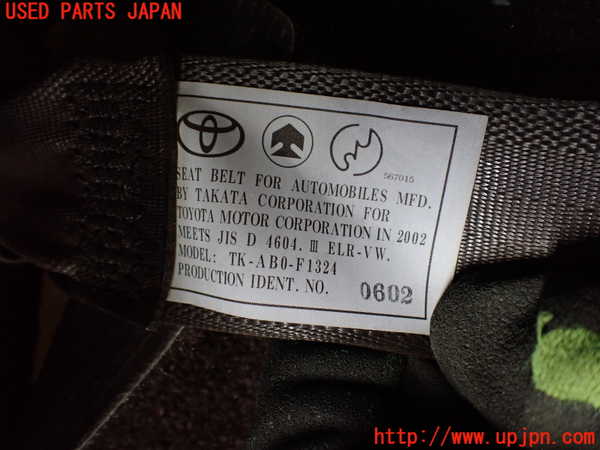 USED PARTS JAPAN
567015
SEAT BELT FOR AUTOMOBILES MFD.
BY TAKATA CORPORATION FOR
TOYOTA MOTOR CORPORATION IN 2002
MEETS JIS D 4604. Ⅲ ELR-VW.
MODEL: TK-AB0-F1324
PRODUCTION IDENT. NO. 0602
http://www.upjpn.com/